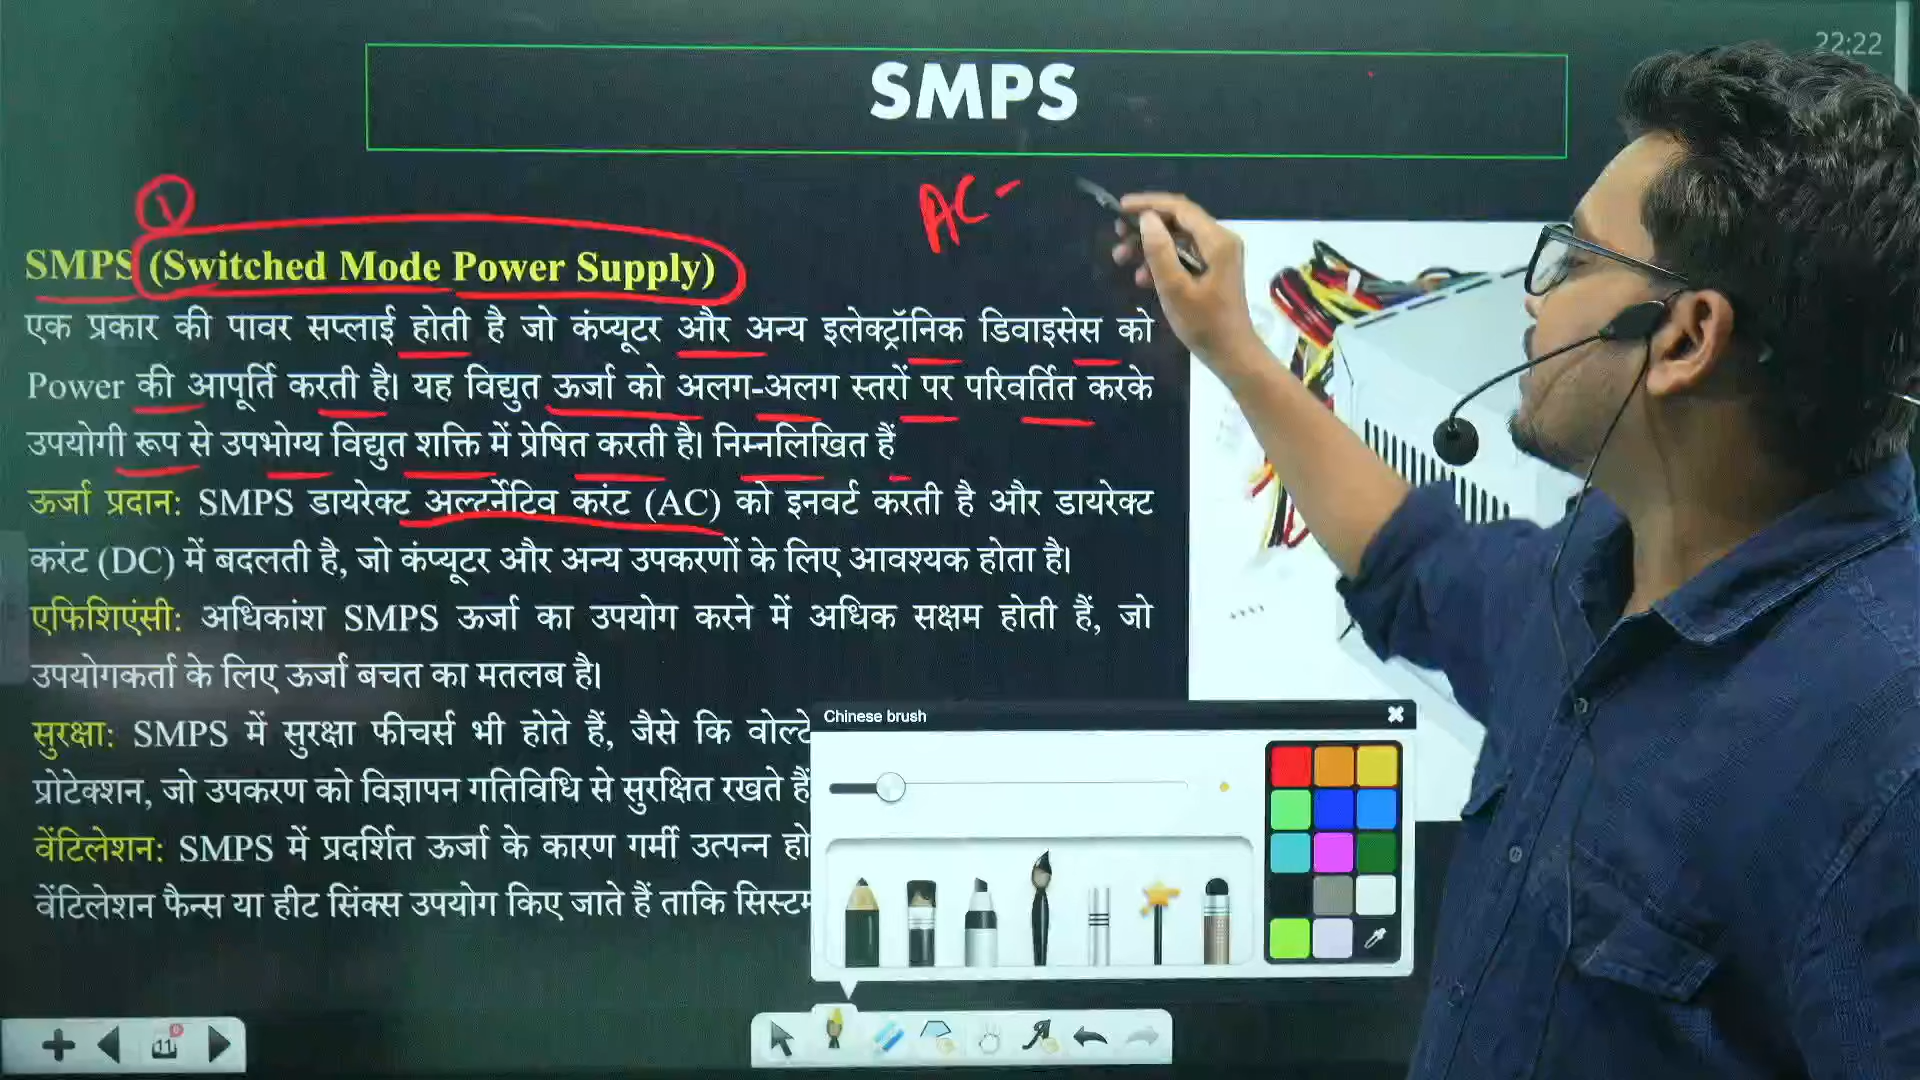 22:22
SMPS
1
AC -
SMPS (Switched Mode Power Supply)
एक प्रकार की पावर सप्लाई होती है जो कंप्यूटर और अन्य इलेक्ट्रॉनिक डिवाइसेस को
Power की आपूर्ति करती है। यह विद्युत ऊर्जा को अलग-अलग स्तरों पर परिवर्तित करके
उपयोगी रूप से उपभोग्य विद्युत शक्ति में प्रेषित करती है। निम्नलिखित हैं
ऊर्जा प्रदान: SMPS डायरेक्ट अल्टर्नेटिव करंट (AC) को इनवर्ट करती है और डायरेक्ट
करंट (DC) में बदलती है, जो कंप्यूटर और अन्य उपकरणों के लिए आवश्यक होता है।
एफिशिएंसी: अधिकांश SMPS ऊर्जा का उपयोग करने में अधिक सक्षम होती हैं, जो
उपयोगकर्ता के लिए ऊर्जा बचत का मतलब है।
सुरक्षा: SMPS में सुरक्षा फीचर्स भी होते हैं, जैसे कि वोल्टे
प्रोटेक्शन, जो उपकरण को विज्ञापन गतिविधि से सुरक्षित रखते हैं
वेंटिलेशन: SMPS में प्रदर्शित ऊर्जा के कारण गर्मी उत्पन्न हो
वेंटिलेशन फैन्स या हीट सिंक्स उपयोग किए जाते हैं ताकि सिस्टम
Chinese brush
11